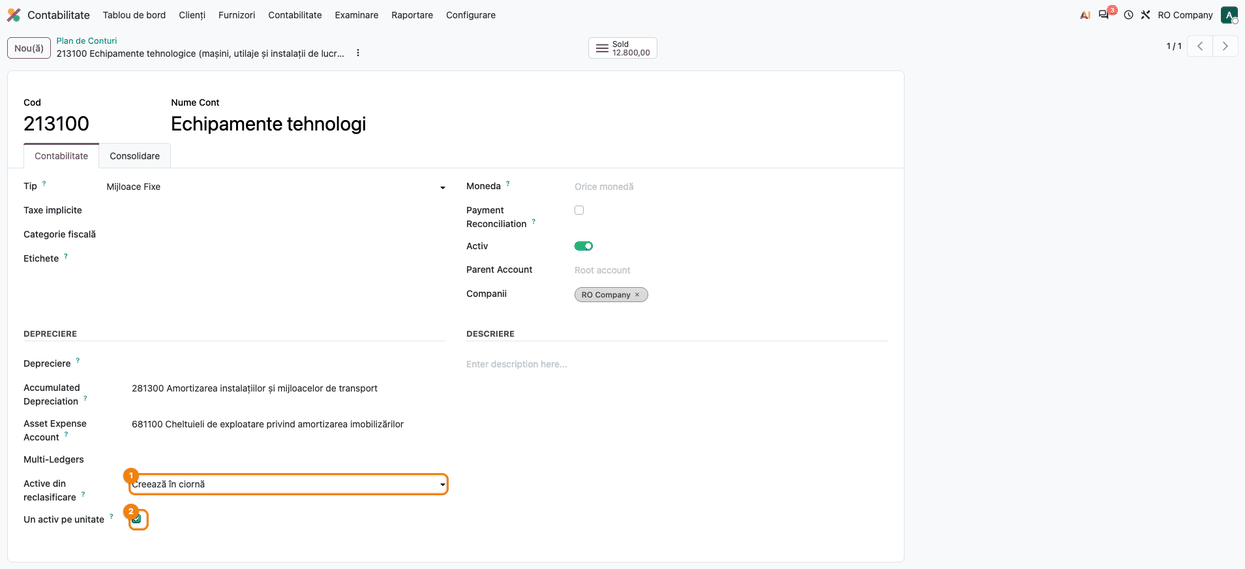 Contabilitate Tablou de bord Clienți Furnizori Contabilitate Examinare Raportare Configurare AI 3 RO Company A
Nou(ă) Plan de Conturi
213100 Echipamente tehnologice (mașini, utilaje și instalații de lucr...
Sold
12.800,00
1 / 1
Cod Nume Cont
213100 Echipamente tehnologi
Contabilitate Consolidare
Tip ? Mijloace Fixe
Taxe implicite
Categorie fiscală
Etichete ?
Moneda ? Orice monedă
Payment
Reconciliation ?
Activ
Parent Account Root account
Companii RO Company ×
DEPRECIERE
Depreciere ?
Accumulated
Depreciation ? 281300 Amortizarea instalațiilor și mijloacelor de transport
Asset Expense
Account ? 681100 Cheltuieli de exploatare privind amortizarea imobilizărilor
Multi-Ledgers
1
Active din
reclasificare ? Creează în ciornă
2
Un activ pe unitate ?
DESCRIERE
Enter description here...